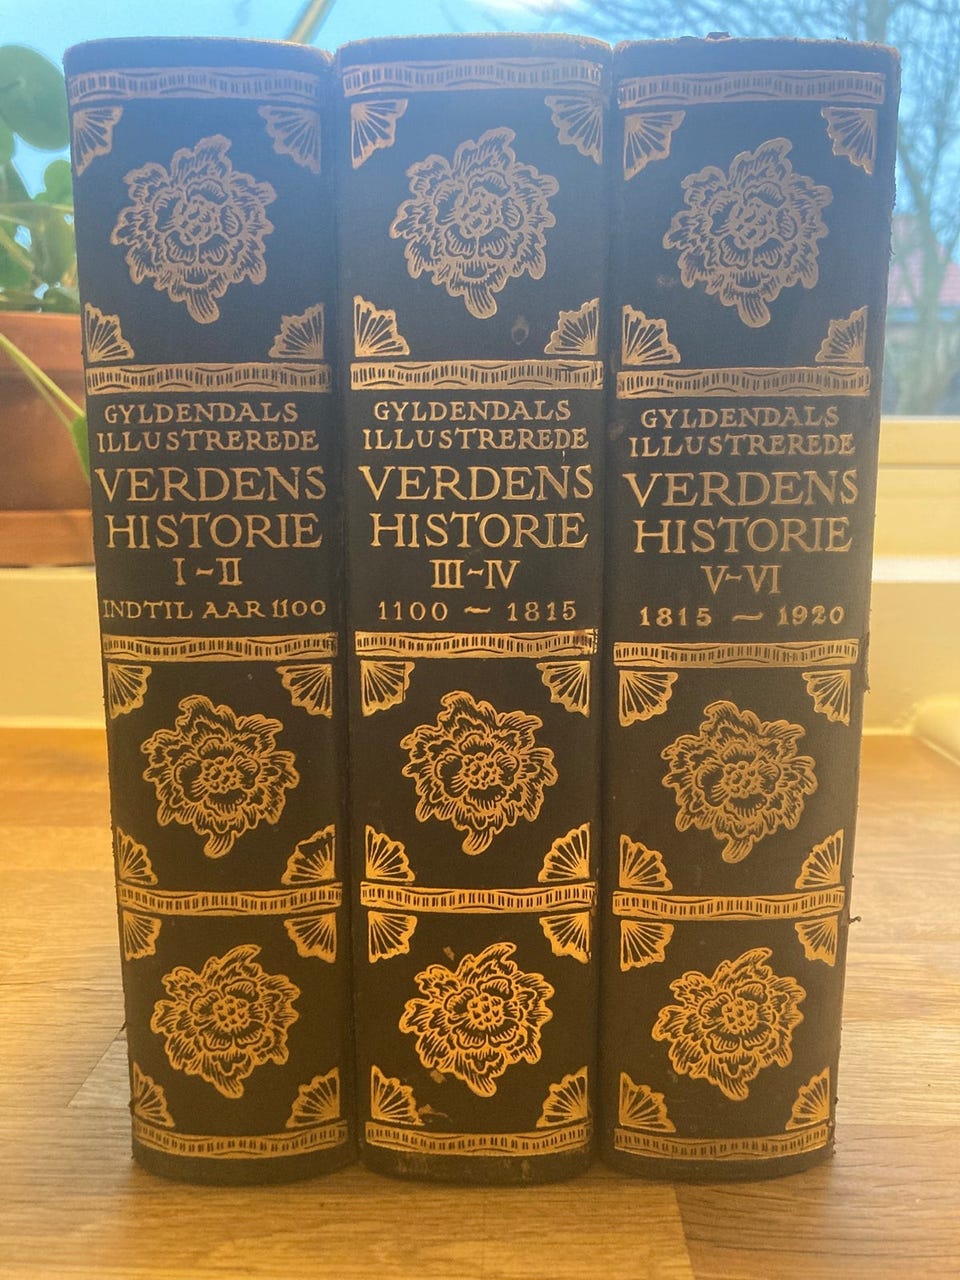 GYLDENDALS
ILLUSTREREDE
VERDENS
HISTORIE
I-II
INDTIL AAR 1100
GYLDENDALS
ILLUSTREREDE
VERDENS
HISTORIE
III-IV
1100 ~ 1815
GYLDENDALS
ILLUSTREREDE
VERDENS
HISTORIE
V-VI
1815 ~ 1920